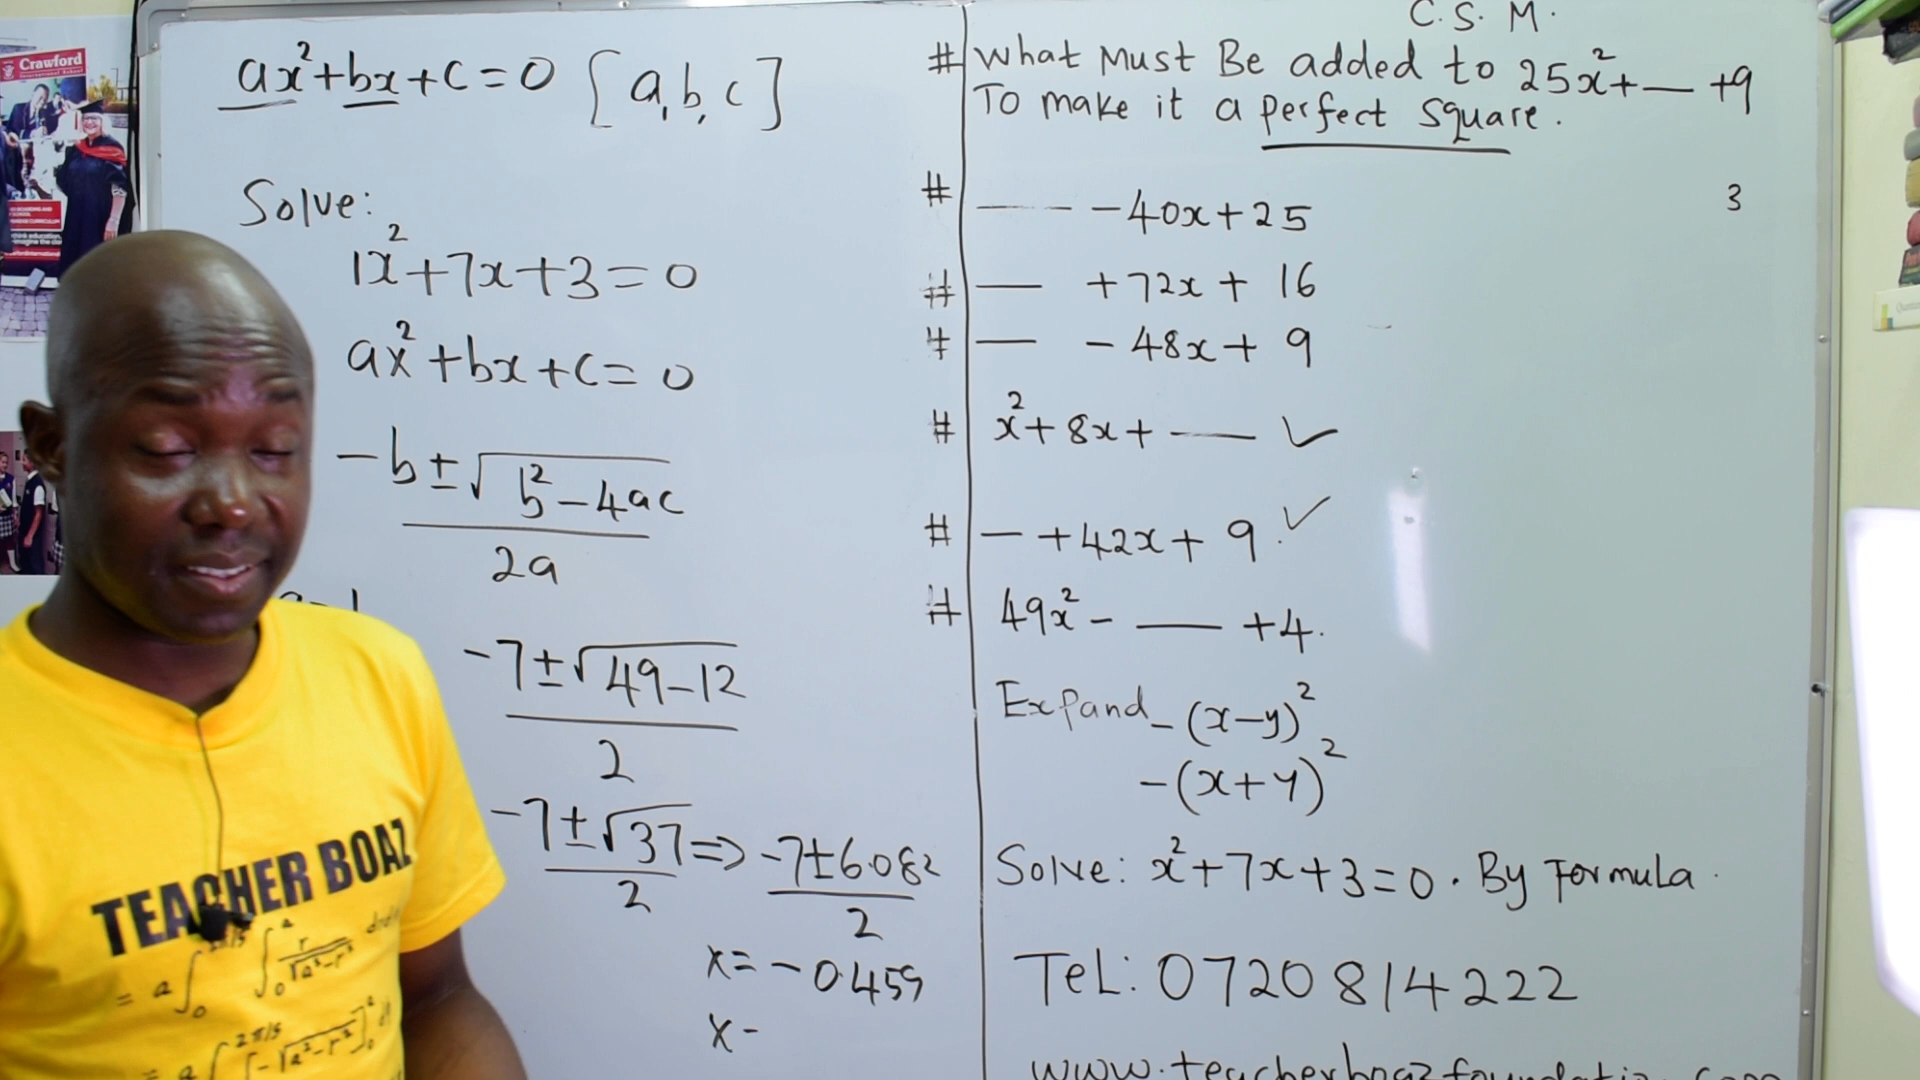 Crawford
International School
ax²+bx+c=0 [a,b,c]
Solve:
1x²+7x+3=0
ax²+bx+c=0
-b±√b²-4ac
2a
-7±√49-12
2
-7±√37 => -7±6.082
2 2
x=-0.459
x-
C.S.M.
# What Must Be added to 25x²+— +9
To make it a perfect square.
# — -40x+25
3
# — +72x+ 16
# — -48x+ 9
# x²+8x+ — ✓
# — +42x+ 9. ✓
# 49x²- — +4.
Expand -(x-y)²
-(x+y)²
Solve: x²+7x+3=0. By Formula.
Tel: 0720814222
TEACHER BOAZ